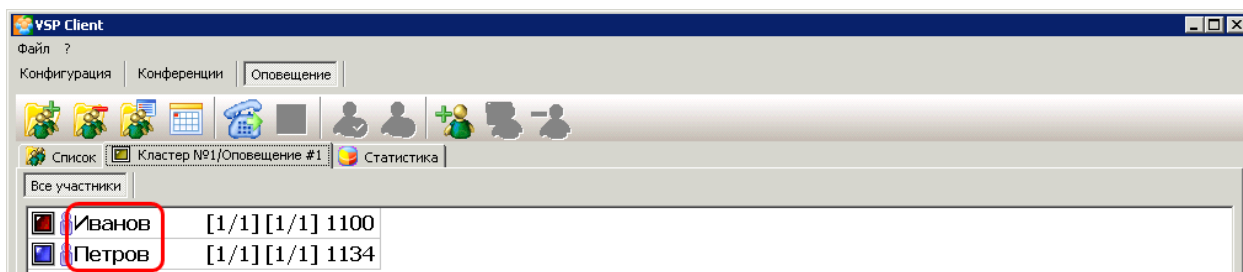 VSP Client
Файл ?
Конфигурация Конференции Оповещение
Список Кластер №1/Оповещение #1 Статистика
Все участники
Иванов [1/1] [1/1] 1100
Петров [1/1] [1/1] 1134